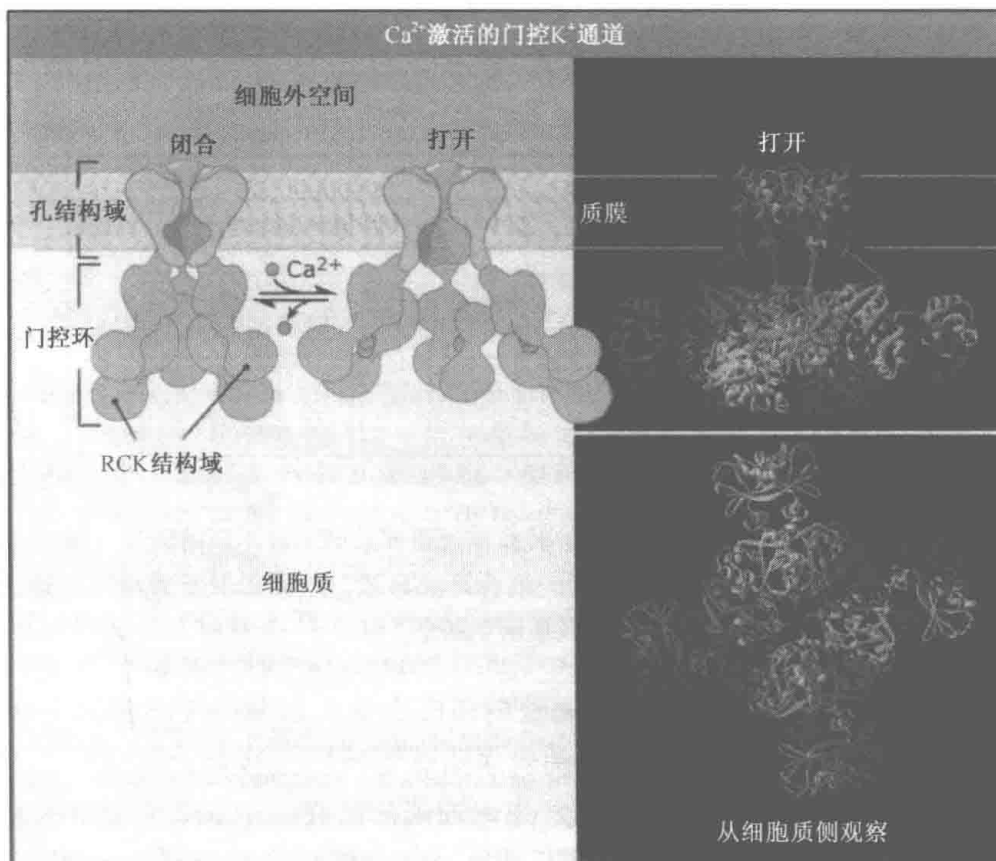 Ca²⁺激活的门控K⁺通道
细胞外空间
闭合
打开
打开
孔结构域
质膜
Ca²⁺
门控环
RCK结构域
细胞质
从细胞质侧观察